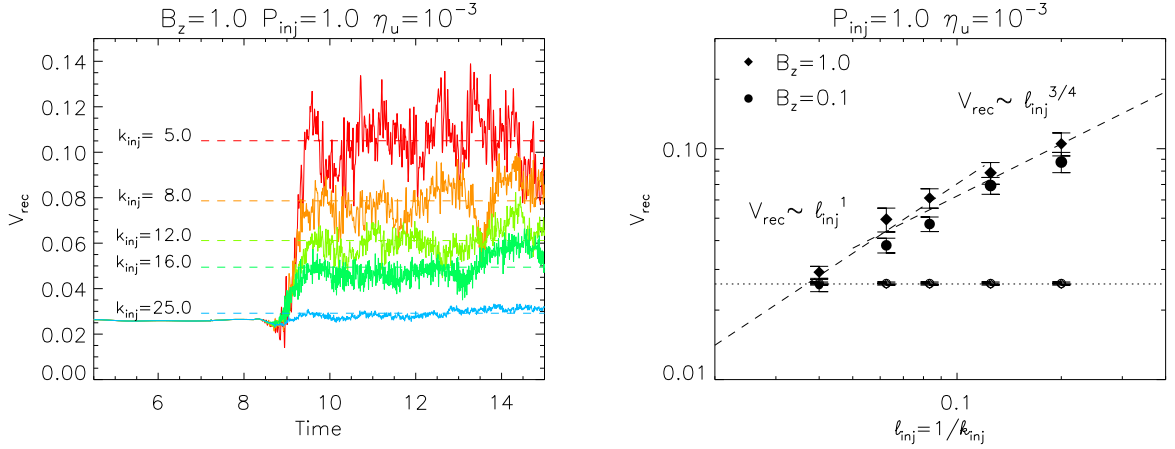 B_z=1.0 P_inj=1.0 η_u=10^-3
0.14
0.12
0.10
0.08
0.06
0.04
0.02
0.00
V_rec
k_inj= 5.0
k_inj= 8.0
k_inj=12.0
k_inj=16.0
k_inj=25.0
6 8 10 12 14
Time
P_inj=1.0 η_u=10^-3
B_z=1.0
B_z=0.1
V_rec~ ℓ_inj^3/4
V_rec~ ℓ_inj^1
0.10
0.01
V_rec
0.1
ℓ_inj=1/k_inj